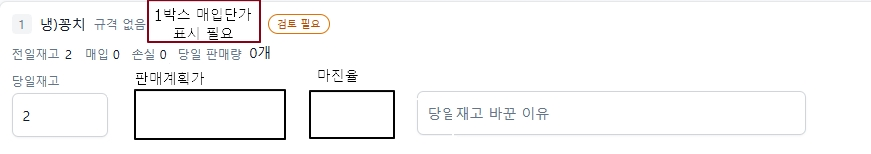 1 냉)꽁치 규격 없음 1박스 매입단가 표시 필요 검토 필요
전일재고 2 매입 0 손실 0 당일 판매량 0개
당일재고 판매계획가 마진율
2 당일재고 바꾼 이유